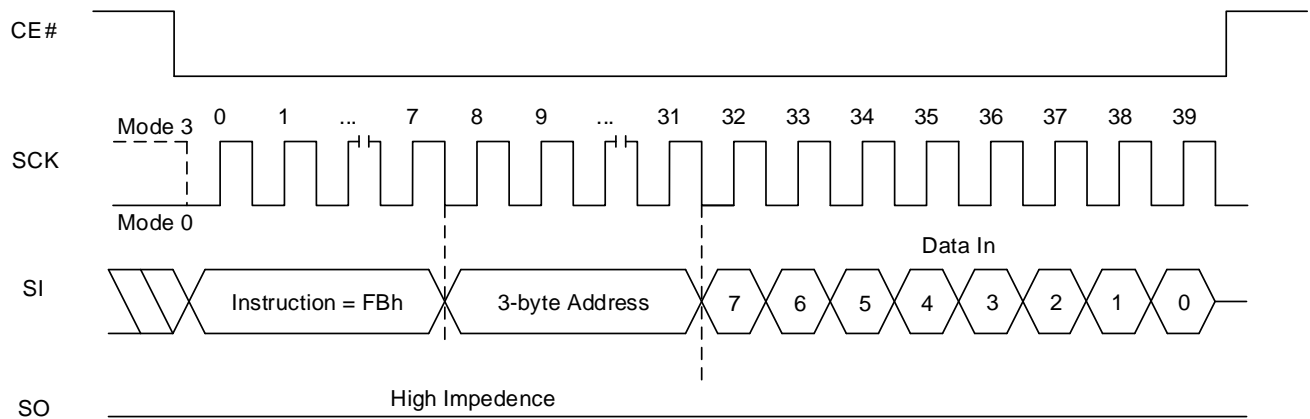 CE#
0 1 ... 7 8 9 ... 31 32 33 34 35 36 37 38 39
Mode 3
SCK
Mode 0
Data In
SI
Instruction = FBh 3-byte Address 7 6 5 4 3 2 1 0
High Impedence
SO